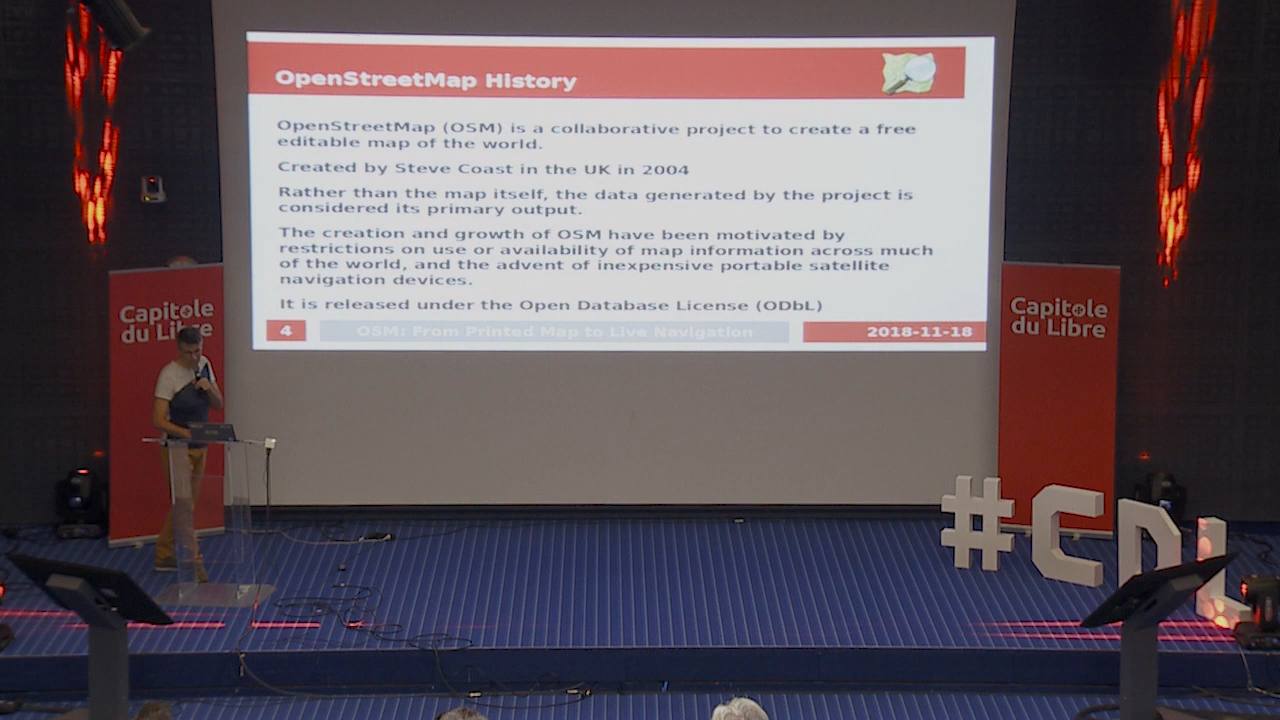 OpenStreetMap History
OpenStreetMap (OSM) is a collaborative project to create a free
editable map of the world.
Created by Steve Coast in the UK in 2004
Rather than the map itself, the data generated by the project is
considered its primary output.
The creation and growth of OSM have been motivated by
restrictions on use or availability of map information across much
of the world, and the advent of inexpensive portable satellite
navigation devices.
It is released under the Open Database License (ODbL)
4
OSM: From Printed Map to Live Navigation
2018-11-18
Capitole
du Libre
Capitole
du Libre
#CDL